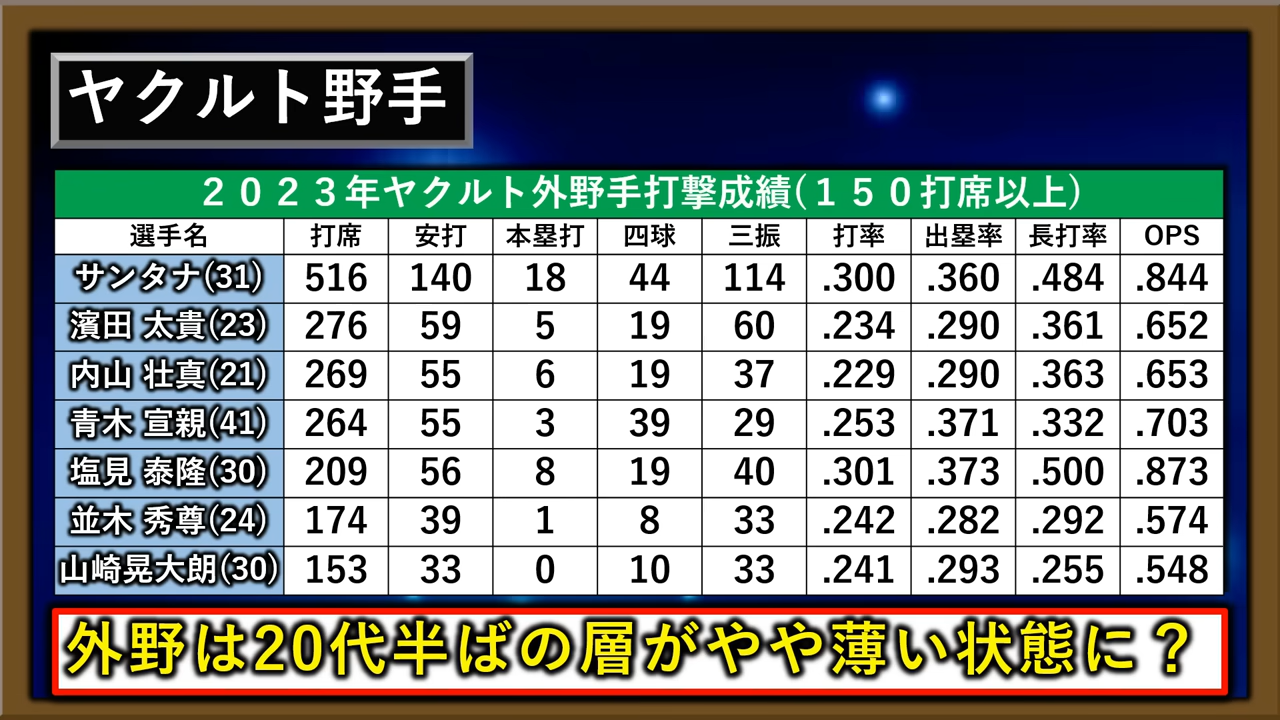 ヤクルト野手
２０２３年ヤクルト外野手打撃成績(１５０打席以上)
選手名 打席 安打 本塁打 四球 三振 打率 出塁率 長打率 OPS
サンタナ(31) 516 140 18 44 114 .300 .360 .484 .844
濱田 太貴(23) 276 59 5 19 60 .234 .290 .361 .652
内山 壮真(21) 269 55 6 19 37 .229 .290 .363 .653
青木 宣親(41) 264 55 3 39 29 .253 .371 .332 .703
塩見 泰隆(30) 209 56 8 19 40 .301 .373 .500 .873
並木 秀尊(24) 174 39 1 8 33 .242 .282 .292 .574
山崎晃大朗(30) 153 33 0 10 33 .241 .293 .255 .548
外野は20代半ばの層がやや薄い状態に？